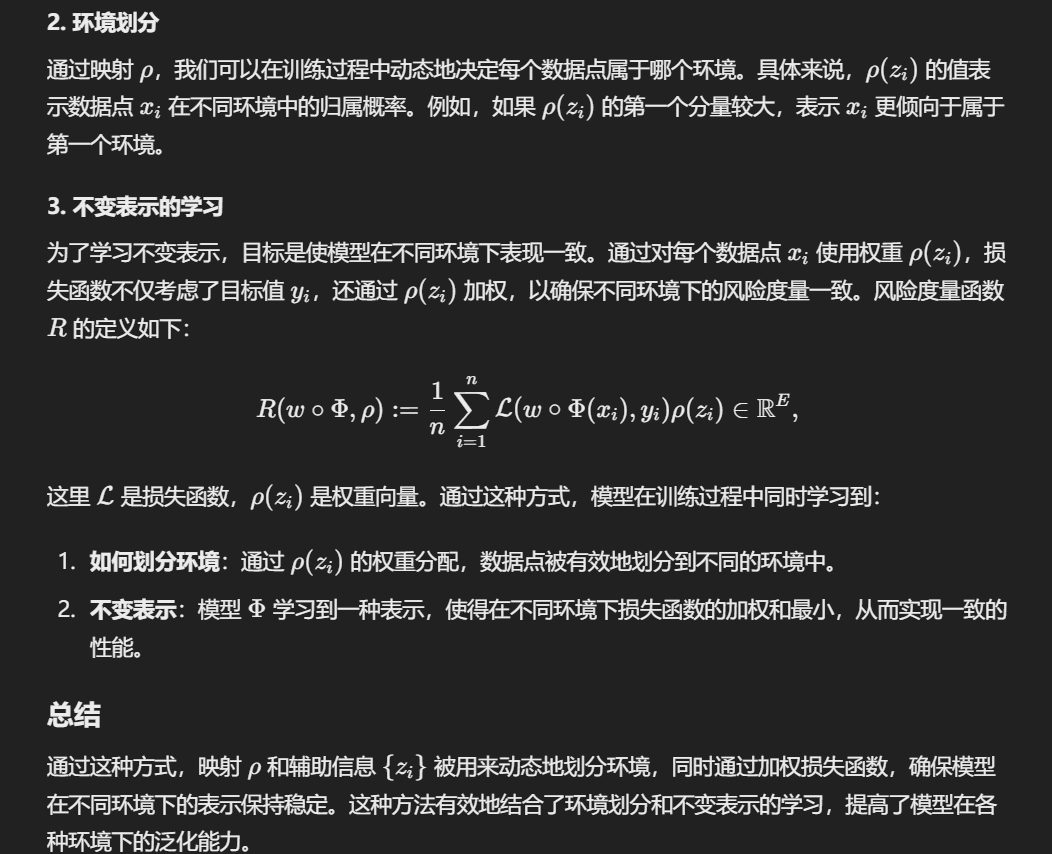 2. 环境划分
通过映射 ρ，我们可以在训练过程中动态地决定每个数据点属于哪个环境。具体来说，ρ(z_i) 的值表
示数据点 x_i 在不同环境中的归属概率。例如，如果 ρ(z_i) 的第一个分量较大，表示 x_i 更倾向于属于
第一个环境。
3. 不变表示的学习
为了学习不变表示，目标是使模型在不同环境下表现一致。通过对每个数据点 x_i 使用权重 ρ(z_i)，损
失函数不仅考虑了目标值 y_i，还通过 ρ(z_i) 加权，以确保不同环境下的风险度量一致。风险度量函数
R 的定义如下：
R(w ∘ Φ, ρ) := \frac{1}{n} \sum_{i=1}^{n} ℒ(w ∘ Φ(x_i), y_i)ρ(z_i) ∈ ℝ^E,
这里 ℒ 是损失函数，ρ(z_i) 是权重向量。通过这种方式，模型在训练过程中同时学习到：
1. 如何划分环境：通过 ρ(z_i) 的权重分配，数据点被有效地划分到不同的环境中。
2. 不变表示：模型 Φ 学习到一种表示，使得在不同环境下损失函数的加权和最小，从而实现一致的
性能。
总结
通过这种方式，映射 ρ 和辅助信息 {z_i} 被用来动态地划分环境，同时通过加权损失函数，确保模型
在不同环境下的表示保持稳定。这种方法有效地结合了环境划分和不变表示的学习，提高了模型在各
种环境下的泛化能力。